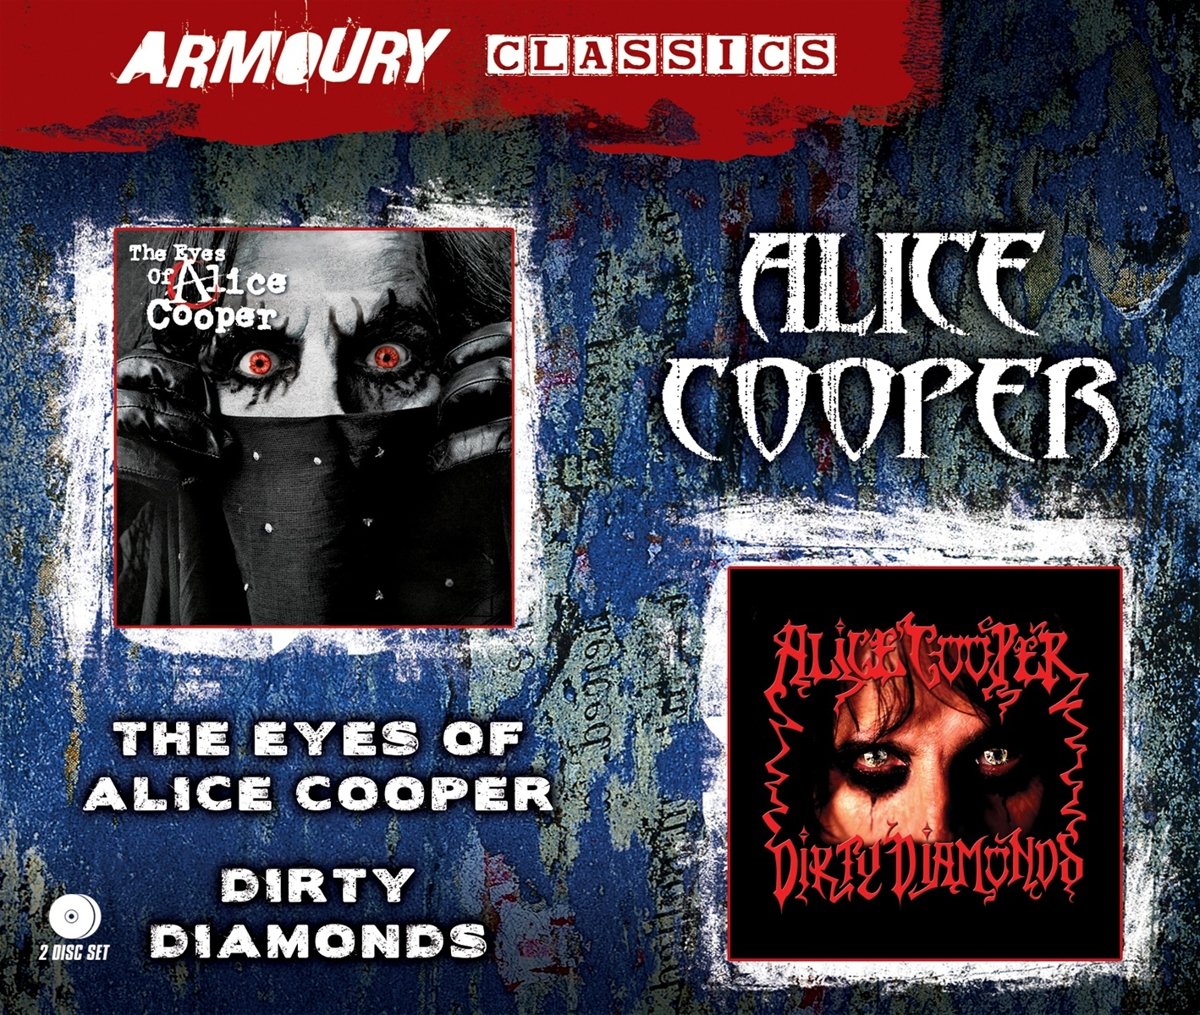 ARMOURY CLASSICS
The Eyes
Of Alice
Cooper
ALICE
COOPER
ALICE COOPER
DIRTY DIAMONDS
THE EYES OF
ALICE COOPER
DIRTY
DIAMONDS
2 DISC SET